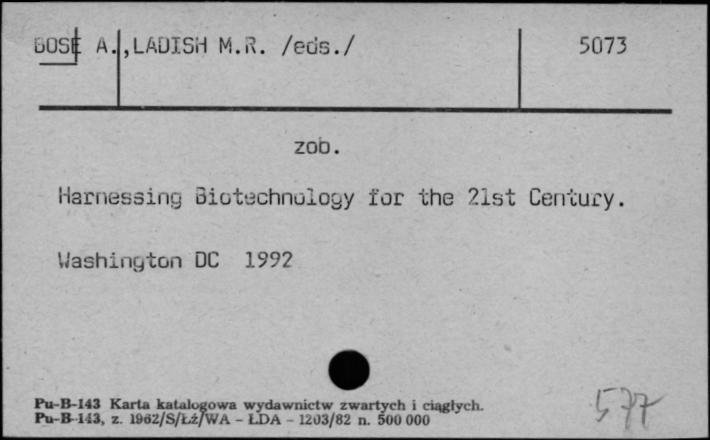 BOSE A.,LADISH M.R. /eds./ 5073
zob.
Harnessing Biotechnology for the 21st Century.
Washington DC 1992
Pu-B-143 Karta katalogowa wydawnictw zwartych i ciągłych.
Pu-B-143, z. 1962/S/Łż/WA - ŁDA - 1203/82 n. 500 000
577